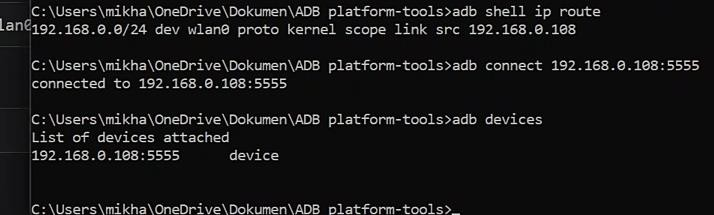 C:\Users\mikha\OneDrive\Dokumen\ADB platform-tools>adb shell ip route
192.168.0.0/24 dev wlan0 proto kernel scope link src 192.168.0.108
C:\Users\mikha\OneDrive\Dokumen\ADB platform-tools>adb connect 192.168.0.108:5555
connected to 192.168.0.108:5555
C:\Users\mikha\OneDrive\Dokumen\ADB platform-tools>adb devices
List of devices attached
192.168.0.108:5555 device
C:\Users\mikha\OneDrive\Dokumen\ADB platform-tools>_